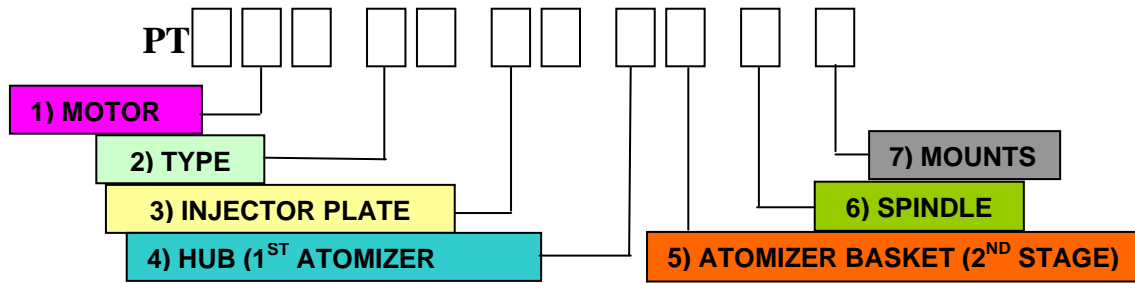 PT
1) MOTOR
2) TYPE
7) MOUNTS
3) INJECTOR PLATE
6) SPINDLE
4) HUB (1ST ATOMIZER
5) ATOMIZER BASKET (2ND STAGE)